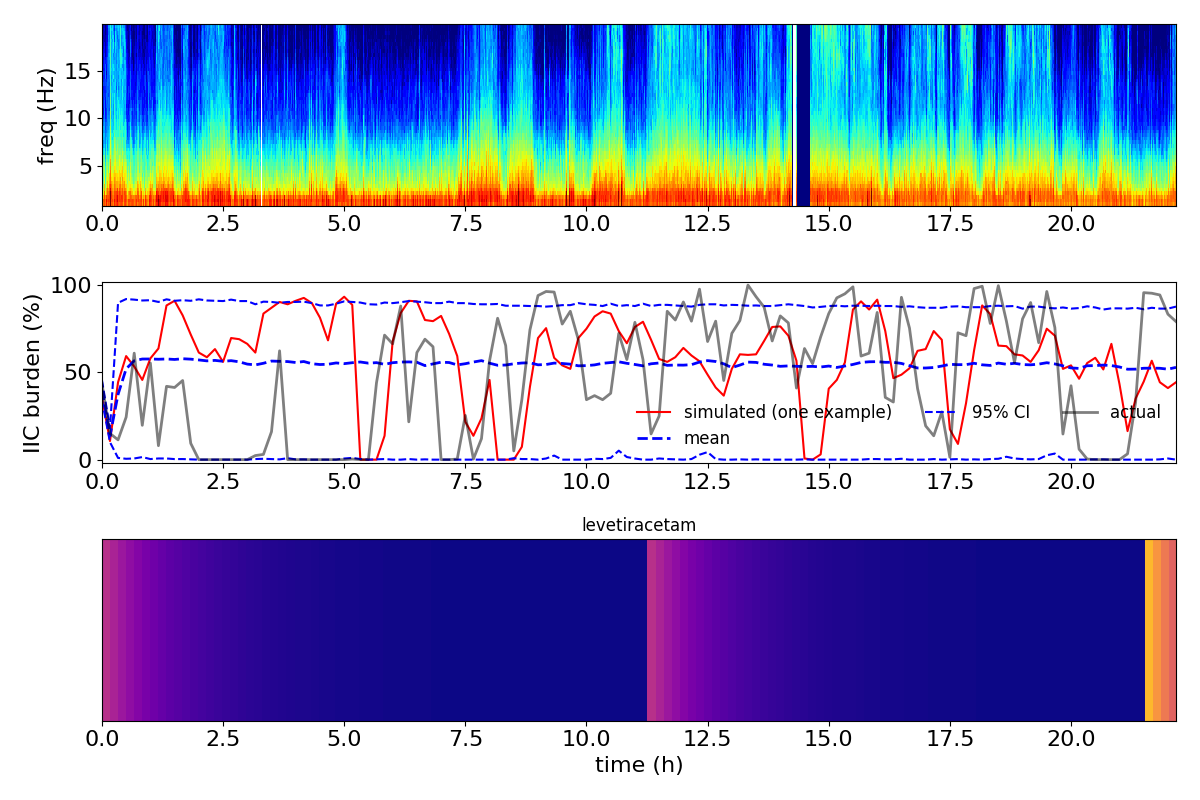 freq (Hz)
15
10
5
0.0 2.5 5.0 7.5 10.0 12.5 15.0 17.5 20.0
IIC burden (%)
100
50
0
simulated (one example) 95% CI actual
mean
0.0 2.5 5.0 7.5 10.0 12.5 15.0 17.5 20.0
levetiracetam
0.0 2.5 5.0 7.5 10.0 12.5 15.0 17.5 20.0
time (h)